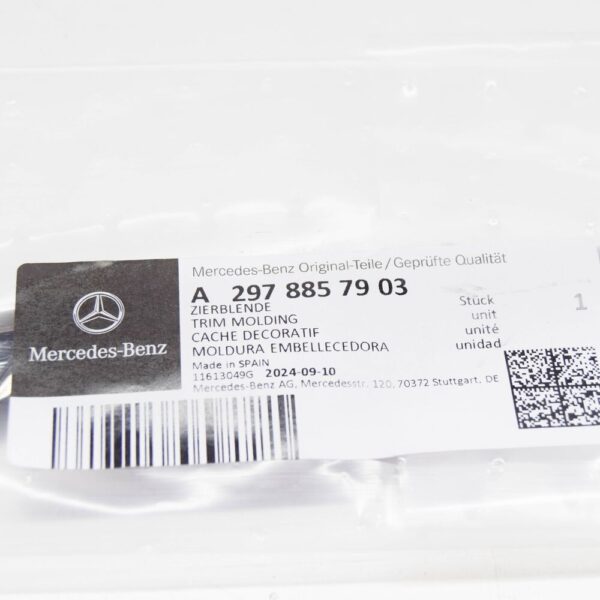 Mercedes-Benz Original-Teile/Geprüfte Qualität
A 297 885 79 03
ZIERBLENDE
TRIM MOLDING
CACHE DECORATIF
MOLDURA EMBELLECEDORA
Stück 1
unit
unité
unidad
Made in SPAIN
11613049G 2024-09-10
Mercedes-Benz AG, Mercedesstr. 120, 70372 Stuttgart, DE
Mercedes-Benz